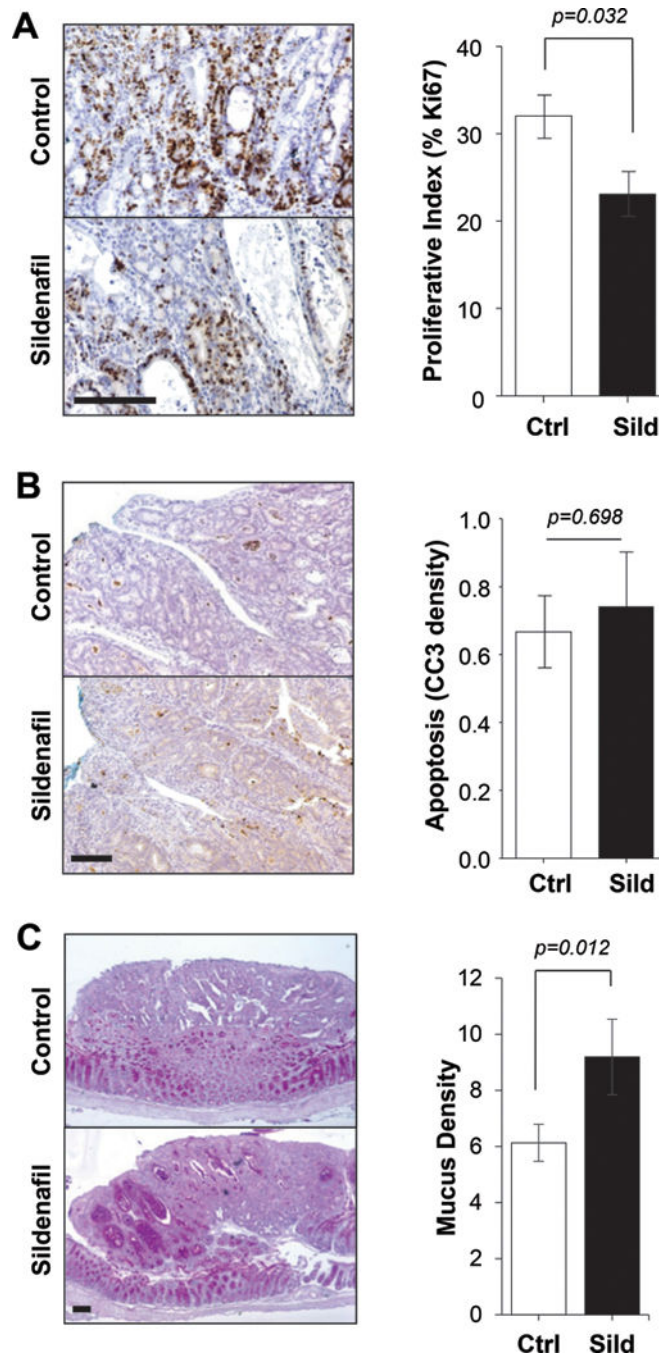 A
Control
Sildenafil
p=0.032
Proliferative Index (% Ki67)
40
30
20
10
0
Ctrl Sild
B
Control
Sildenafil
p=0.698
Apoptosis (CC3 density)
1.0
0.8
0.6
0.4
0.2
0.0
Ctrl Sild
C
Control
Sildenafil
p=0.012
Mucus Density
12
10
8
6
4
2
0
Ctrl Sild